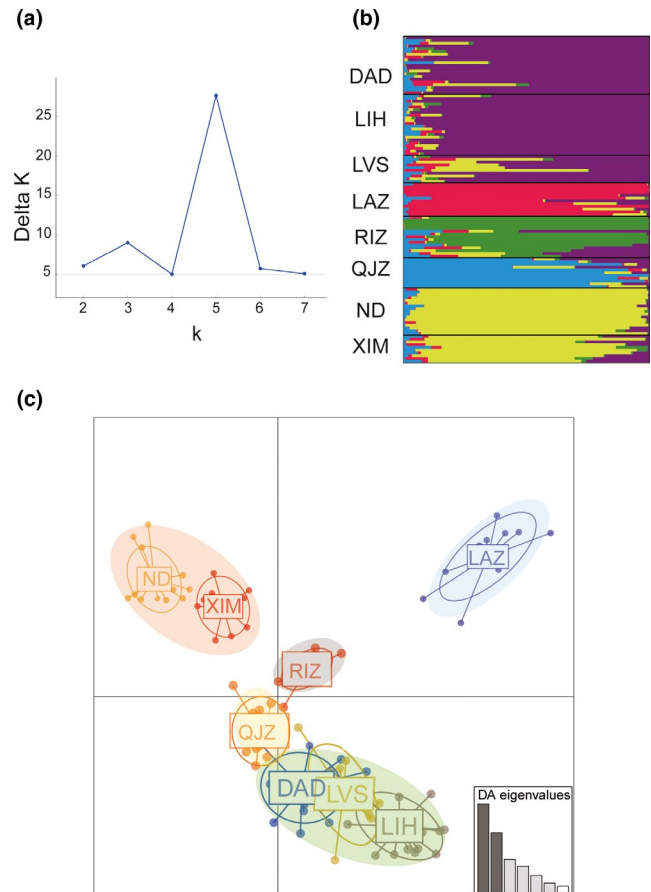 (a)
Delta K
25
20
15
10
5
2 3 4 5 6 7
k
(b)
DAD
LIH
LVS
LAZ
RIZ
QJZ
ND
XIM
(c)
ND
XIM
LAZ
RIZ
QJZ
DAD
LVS
LIH
DA eigenvalues